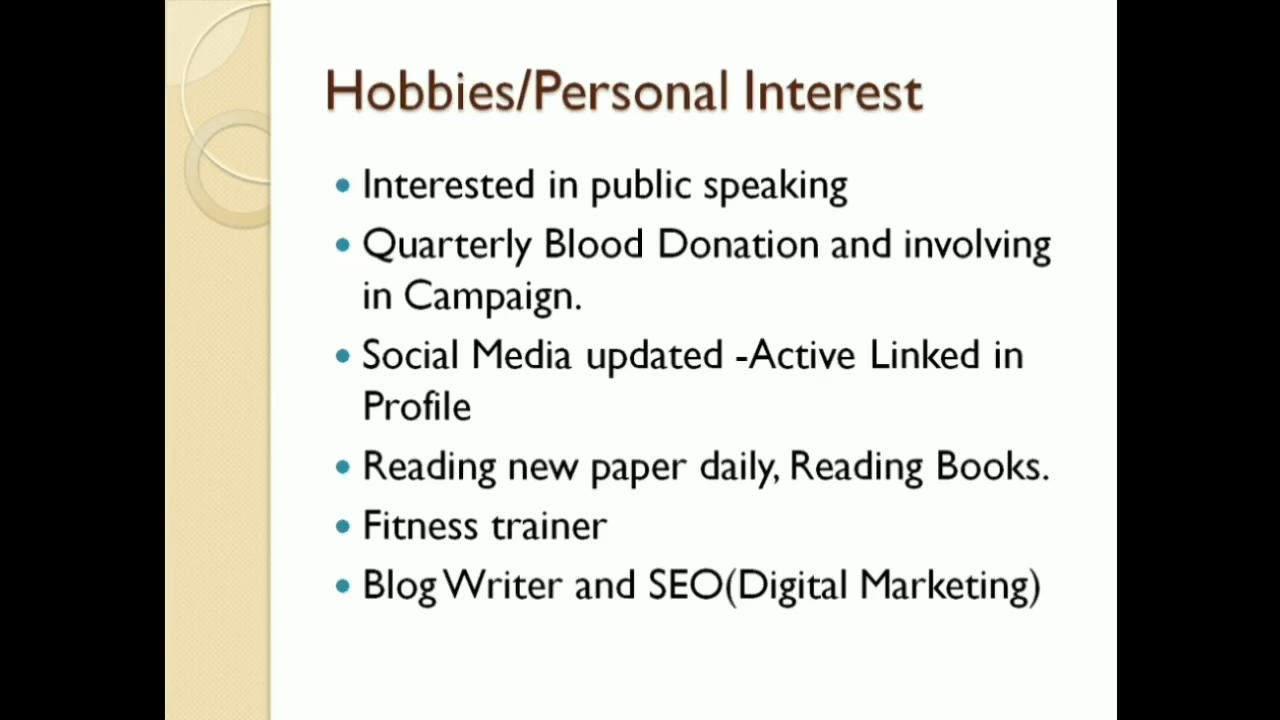 Hobbies/Personal Interest
• Interested in public speaking
• Quarterly Blood Donation and involving
in Campaign.
• Social Media updated -Active Linked in
Profile
• Reading new paper daily, Reading Books.
• Fitness trainer
• Blog Writer and SEO(Digital Marketing)